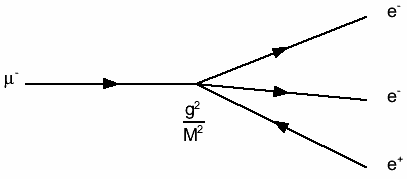 e⁻
μ⁻
e⁻
g²
M²
e⁺